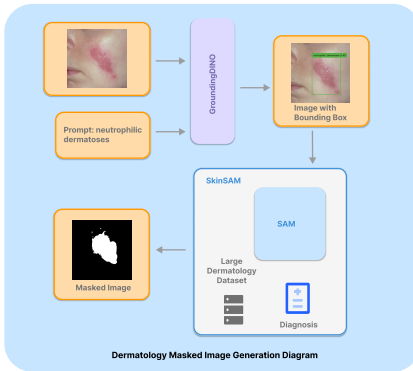 GroundingDINO
Prompt: neutrophilic
dermatoses
Image with
Bounding Box
SkinSAM
SAM
Large
Dermatology
Dataset
Diagnosis
Masked Image
Dermatology Masked Image Generation Diagram